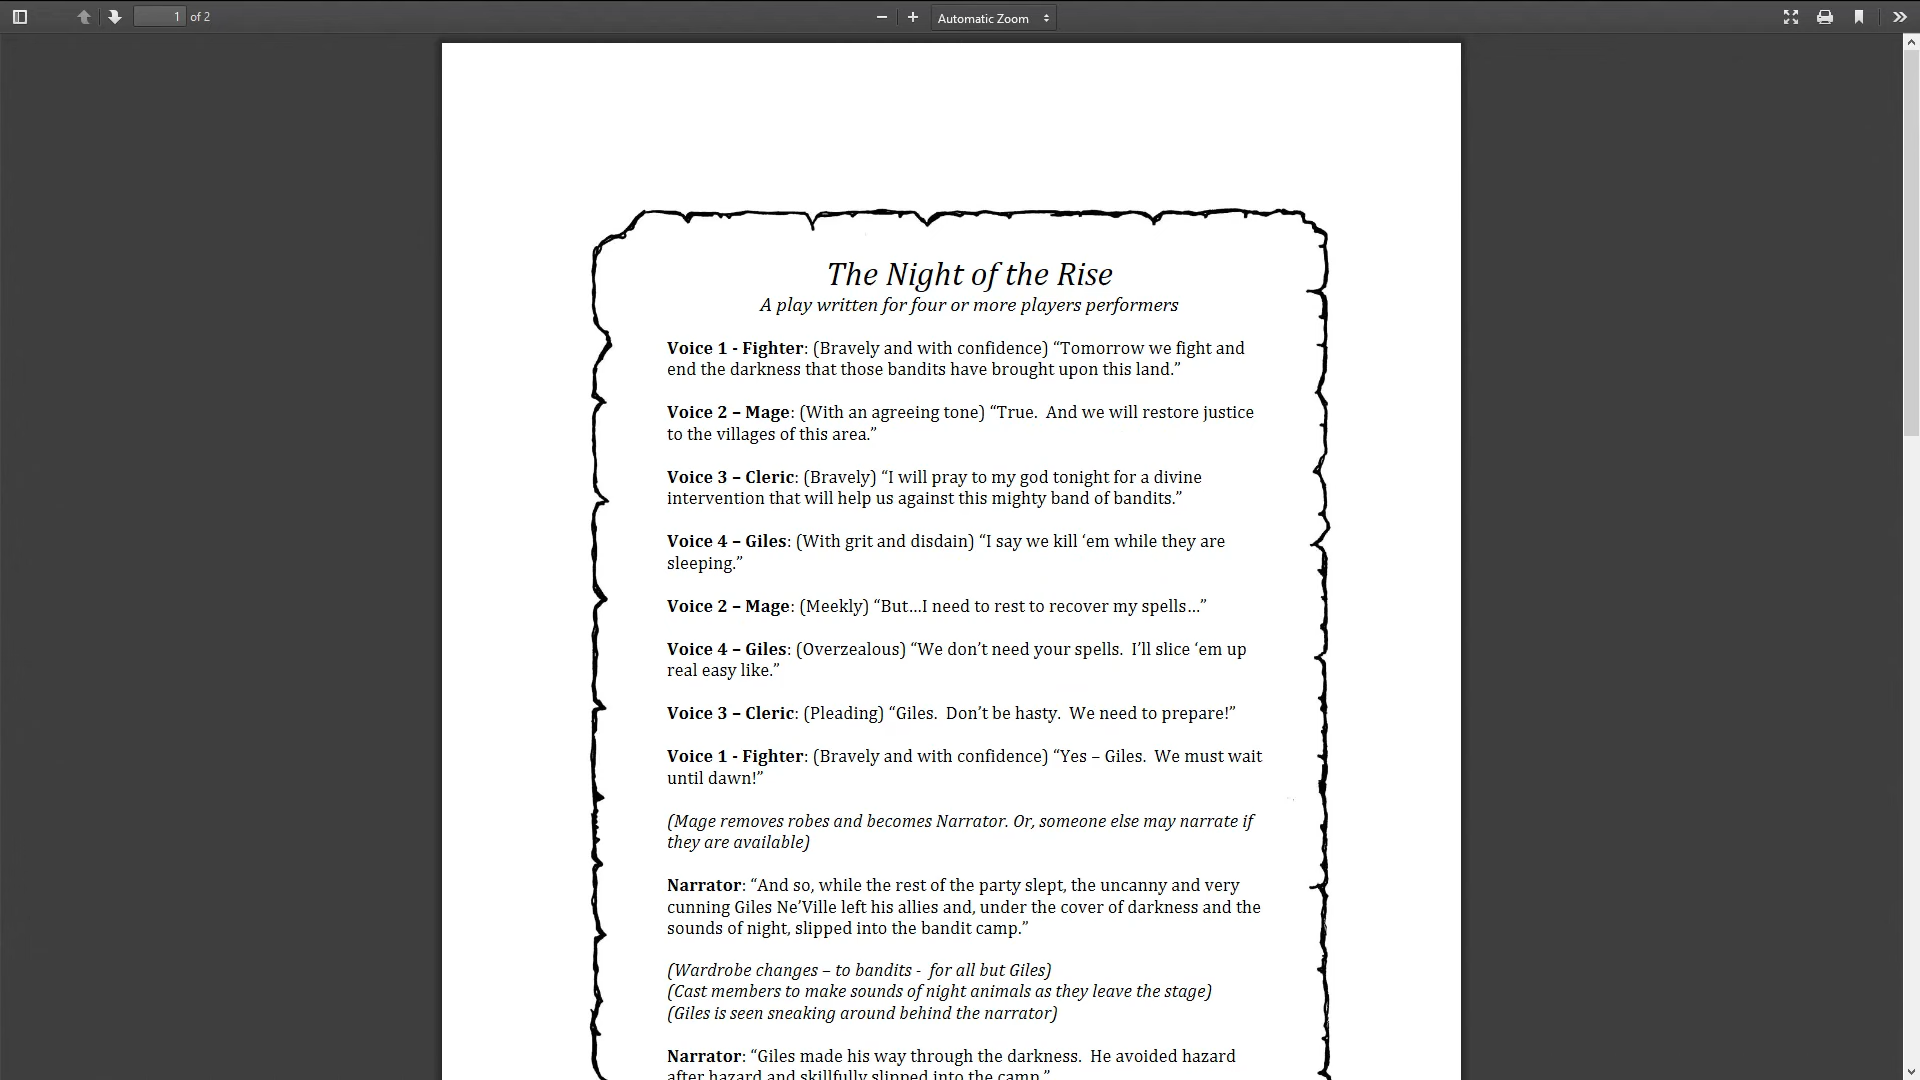 1 of 2
Automatic Zoom
The Night of the Rise
A play written for four or more players performers
Voice 1 - Fighter: (Bravely and with confidence) “Tomorrow we fight and
end the darkness that those bandits have brought upon this land.”
Voice 2 – Mage: (With an agreeing tone) “True.  And we will restore justice
to the villages of this area.”
Voice 3 – Cleric: (Bravely) “I will pray to my god tonight for a divine
intervention that will help us against this mighty band of bandits.”
Voice 4 – Giles: (With grit and disdain) “I say we kill ‘em while they are
sleeping.”
Voice 2 – Mage: (Meekly) “But…I need to rest to recover my spells…”
Voice 4 – Giles: (Overzealous) “We don’t need your spells.  I’ll slice ‘em up
real easy like.”
Voice 3 – Cleric: (Pleading) “Giles.  Don’t be hasty.  We need to prepare!”
Voice 1 - Fighter: (Bravely and with confidence) “Yes – Giles.  We must wait
until dawn!”
(Mage removes robes and becomes Narrator. Or, someone else may narrate if
they are available)
Narrator: “And so, while the rest of the party slept, the uncanny and very
cunning Giles Ne’Ville left his allies and, under the cover of darkness and the
sounds of night, slipped into the bandit camp.”
(Wardrobe changes – to bandits -  for all but Giles)
(Cast members to make sounds of night animals as they leave the stage)
(Giles is seen sneaking around behind the narrator)
Narrator: “Giles made his way through the darkness.  He avoided hazard
after hazard and skillfully slipped into the camp.”